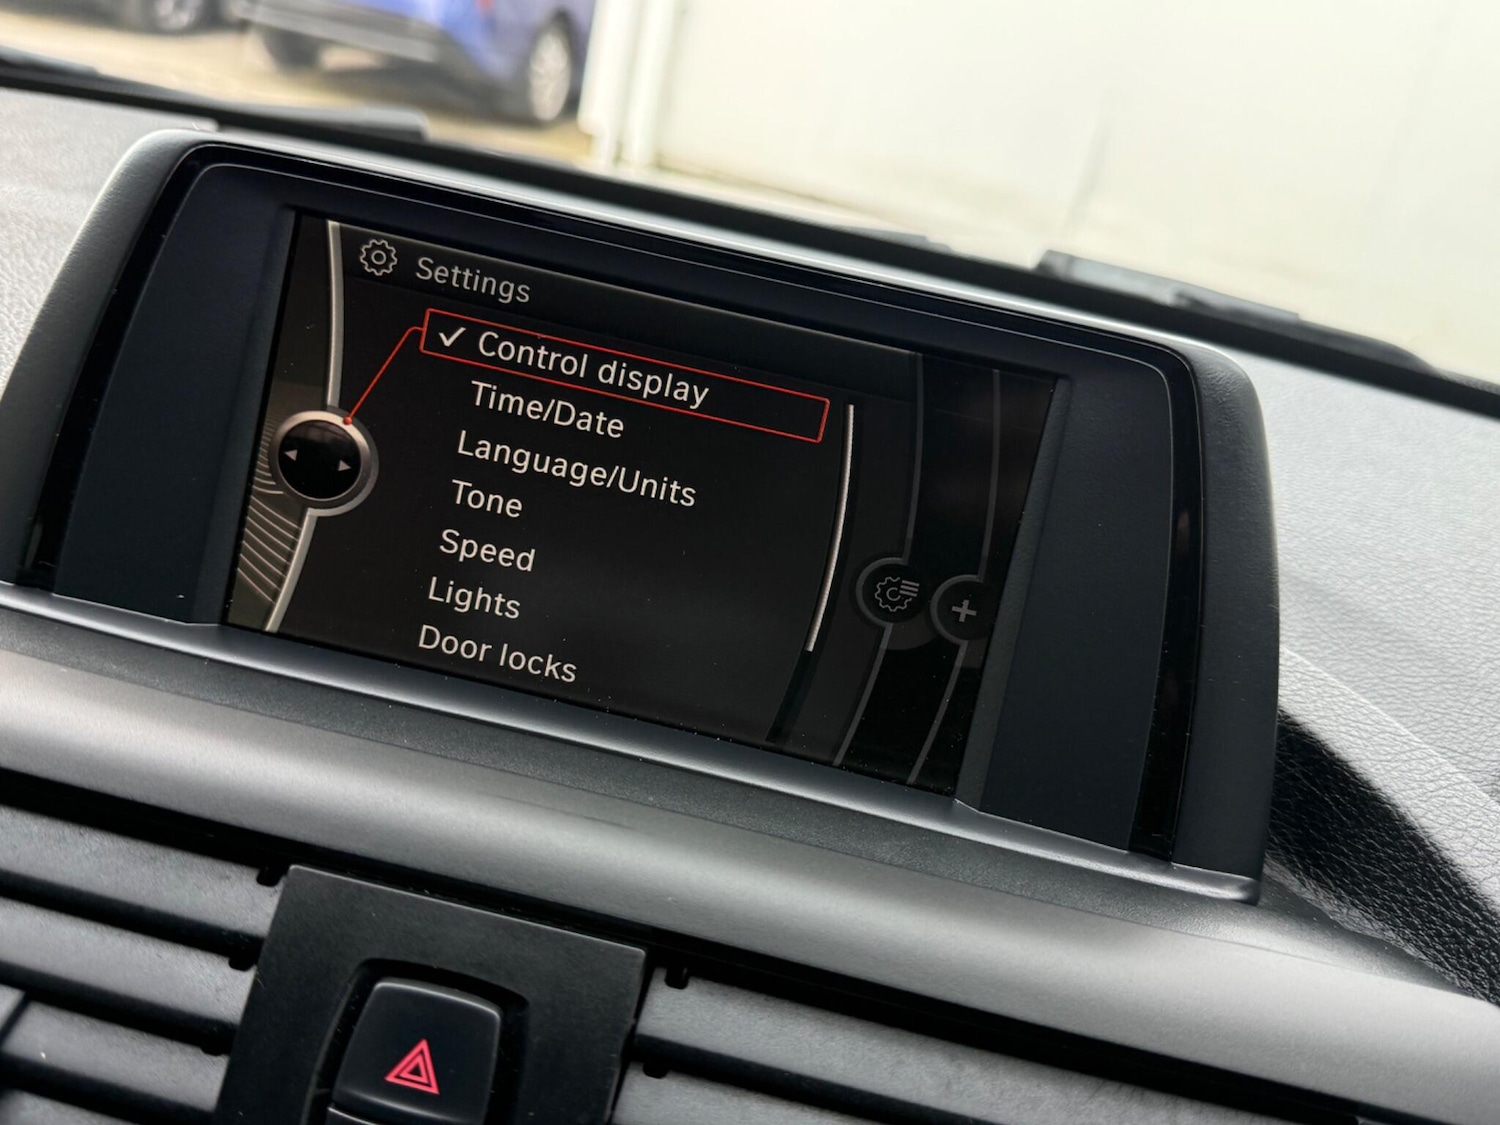 Settings
✓ Control display
Time/Date
Language/Units
Tone
Speed
Lights
Door locks